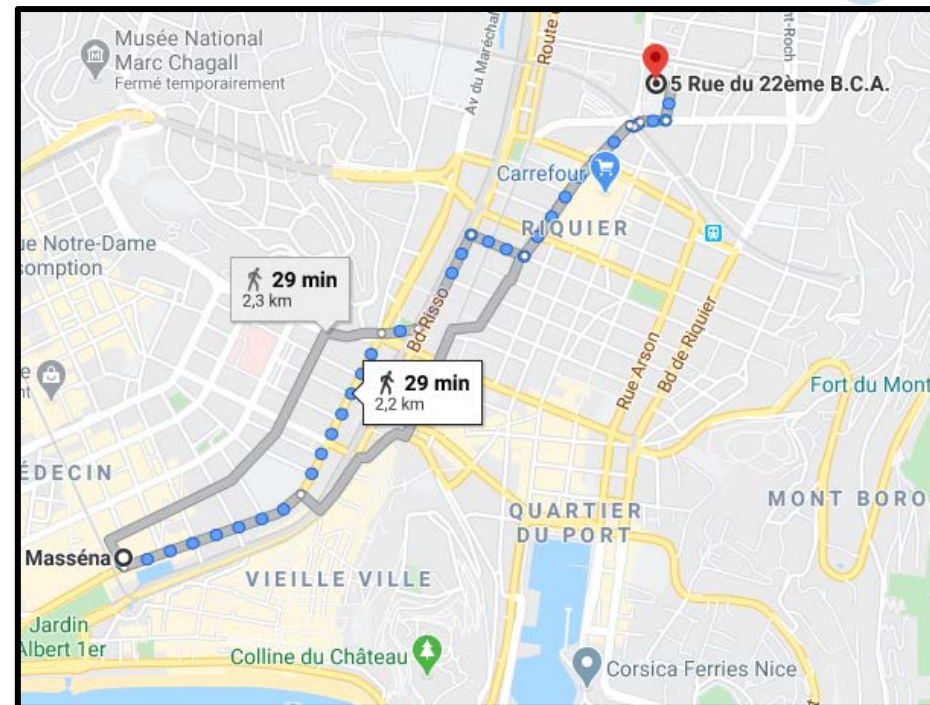 Musée National
Marc Chagall
Fermé temporairement
Av du Maréchal
Route
nt-Roch
5 Rue du 22ème B.C.A.
Carrefour
RIQUIER
ue Notre-Dame
somption
29 min
2,3 km
Bd Risso
29 min
2,2 km
Rue Arson
Bd de Riquier
Fort du Mont
ÉDECIN
QUARTIER
DU PORT
MONT BORO
Masséna
VIEILLE VILLE
Jardin
Albert 1er
Colline du Château
Corsica Ferries Nice